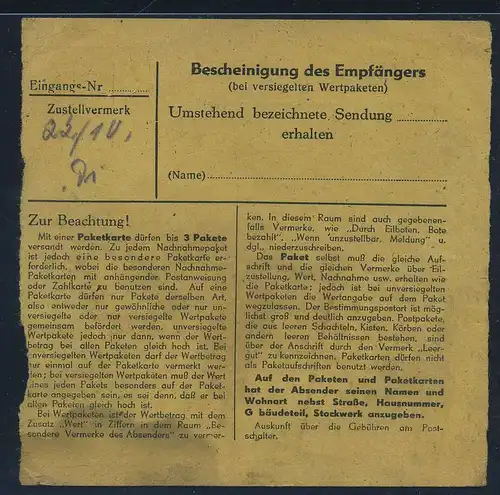 Eingangs-Nr
Zustellvermerk
22/10.
Di
Bescheinigung des Empfängers
(bei versiegelten Wertpaketen)
Umstehend bezeichnete Sendung
erhalten
(Name)
Zur Beachtung!
Mit einer Paketkarte dürfen bis 3 Pakete
versandt werden. Zu jedem Nachnahmepaket
ist jedoch eine besondere Paketkarte er-
forderlich, wobei die besonderen Nachnahme-
Paketkarten mit anhängender Postanweisung
oder Zahlkarte zu benutzen sind. Auf eine
Paketkarte dürfen nur Pakete derselben Art,
also entweder nur gewöhnliche oder nur un-
versiegelte oder nur versiegelte Wertpakete
gemeinsam befördert werden, unversiegelte
Wertpakete jedoch nur dann, wenn der Wert-
betrag bei allen Paketen gleich hoch ist. Bei
unversiegelten Wertpaketen darf der Wertbetrag
nur einmal auf der Paketkarte vermerkt wer-
den; bei versiegelten Wertpaketen muß der Wert
eines jeden Pakets besonders auf der Paket-
karte angegeben sein, es sei denn, daß er bei
allen Paketen gleich hoch ist.
Bei Wertpaketen ist der Wertbetrag mit dem
Zusatz „Wert" in Ziffern in dem Raum „Be-
sondere Vermerke des Absenders" zu vermer-
ken. In diesem Raum sind auch gegebenen-
falls Vermerke, wie „Durch Eilboten, Bote
bezahlt", „Wenn unzustellbar, Meldung" u.
dgl., niederzuschreiben.
Das Paket selbst muß die gleiche Auf-
schrift und die gleichen Vermerke über Eil-
zustellung, Wert, Nachnahme usw. erhalten wie
die Paketkarte; jedoch ist bei unversiegelten
Wertpaketen die Wertangabe auf dem Paket
wegzulassen. Der Bestimmungspostort ist mög-
lichst groß und deutlich anzugeben. Postpakete,
die aus leeren Schachteln, Kisten, Körben oder
andern leeren Behältnissen bestehen, sind
über der Anschrift durch den Vermerk „Leer-
gut" zu kennzeichnen. Paketkarten dürfen nicht
als Paketaufschriften benutzt werden.
Auf den Paketen und Paketkarten
hat der Absender seinen Namen und
Wohnort nebst Straße, Hausnummer,
G bäudeteil, Stockwerk anzugeben.
Auskunft über die Gebühren am Post-
schalter.